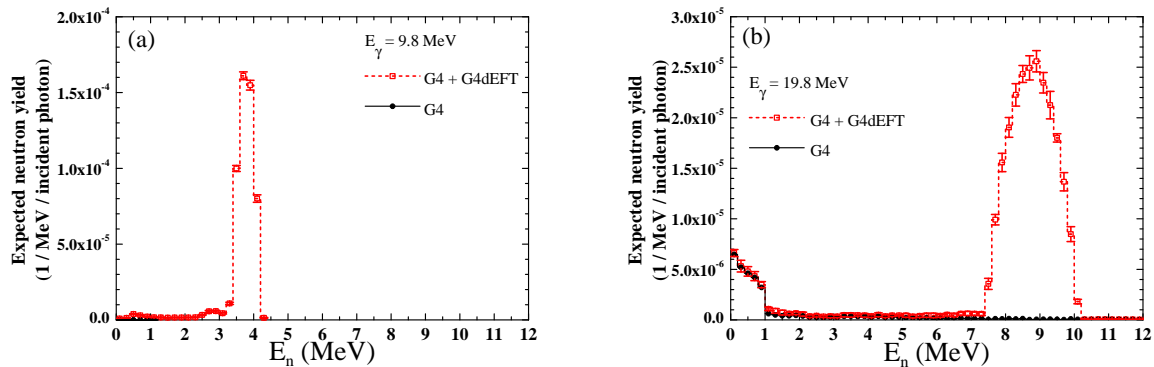 (a)
E_γ = 9.8 MeV
G4 + G4dEFT
G4
Expected neutron yield
(1 / MeV / incident photon)
2.0x10⁻⁴
1.5x10⁻⁴
1.0x10⁻⁴
5.0x10⁻⁵
0.0
0 1 2 3 4 5 6 7 8 9 10 11 12
E_n (MeV)
(b)
E_γ = 19.8 MeV
G4 + G4dEFT
G4
Expected neutron yield
(1 / MeV / incident photon)
3.0x10⁻⁵
2.5x10⁻⁵
2.0x10⁻⁵
1.5x10⁻⁵
1.0x10⁻⁵
5.0x10⁻⁶
0.0
0 1 2 3 4 5 6 7 8 9 10 11 12
E_n (MeV)